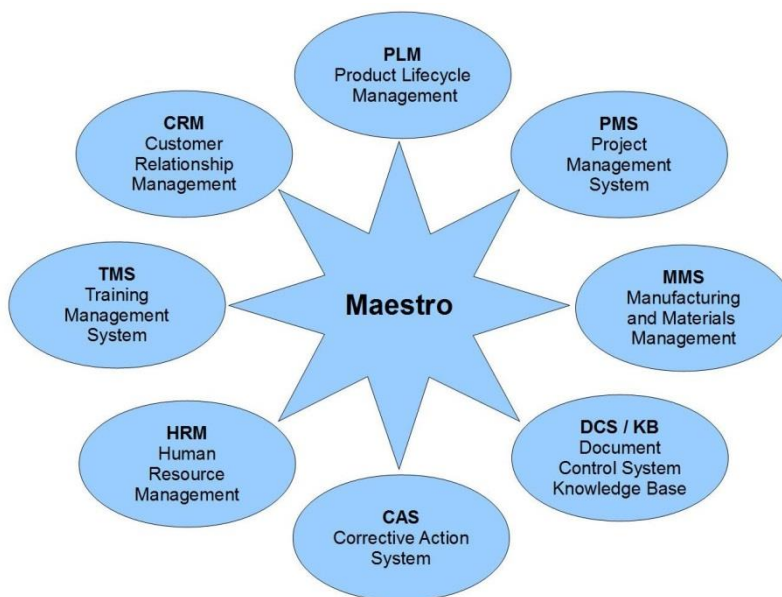 PLM
Product Lifecycle
Management
CRM
Customer
Relationship
Management
PMS
Project
Management
System
TMS
Training
Management
System
Maestro
MMS
Manufacturing
and Materials
Management
HRM
Human
Resource
Management
DCS / KB
Document
Control System
Knowledge Base
CAS
Corrective Action
System